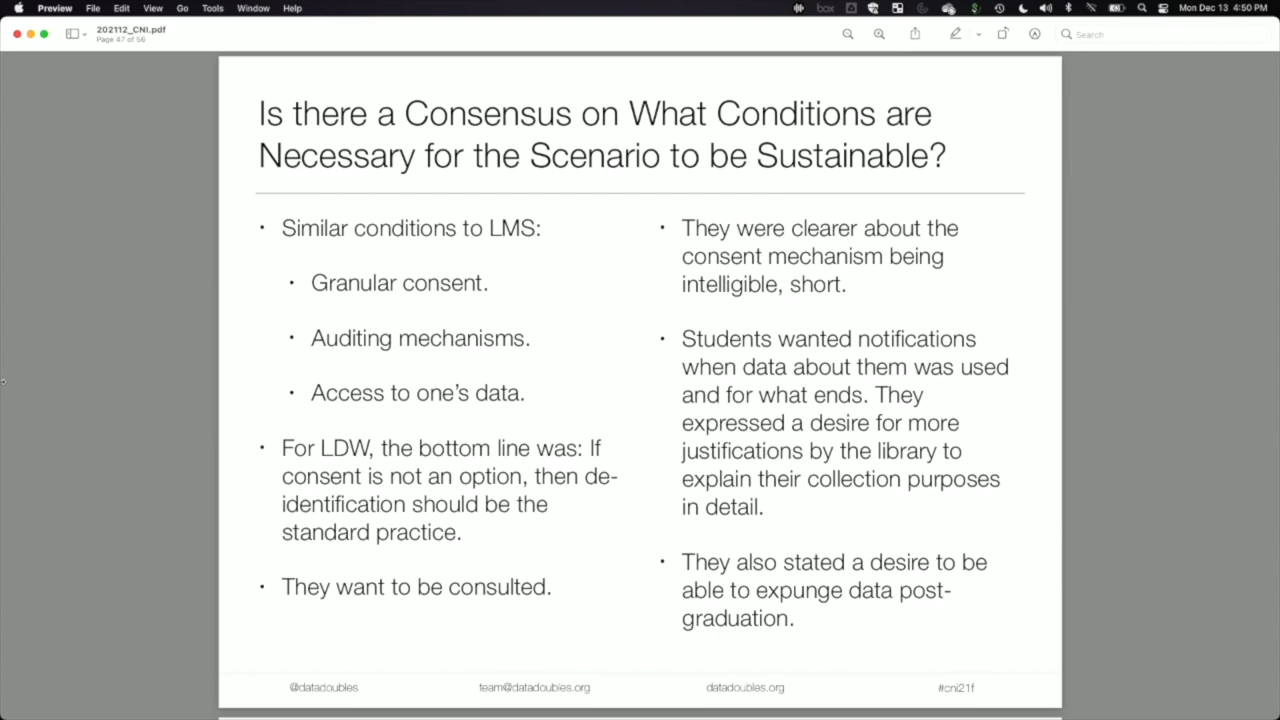 Preview File Edit View Go Tools Window Help
box
Mon Dec 13 4:50 PM
202112_CNI.pdf
Page 47 of 56
Search
Is there a Consensus on What Conditions are
Necessary for the Scenario to be Sustainable?
• Similar conditions to LMS:
• Granular consent.
• Auditing mechanisms.
• Access to one's data.
• For LDW, the bottom line was: If
consent is not an option, then de-
identification should be the
standard practice.
• They want to be consulted.
• They were clearer about the
consent mechanism being
intelligible, short.
• Students wanted notifications
when data about them was used
and for what ends. They
expressed a desire for more
justifications by the library to
explain their collection purposes
in detail.
• They also stated a desire to be
able to expunge data post-
graduation.
@datadoubles
team@datadoubles.org
datadoubles.org
#cni21f